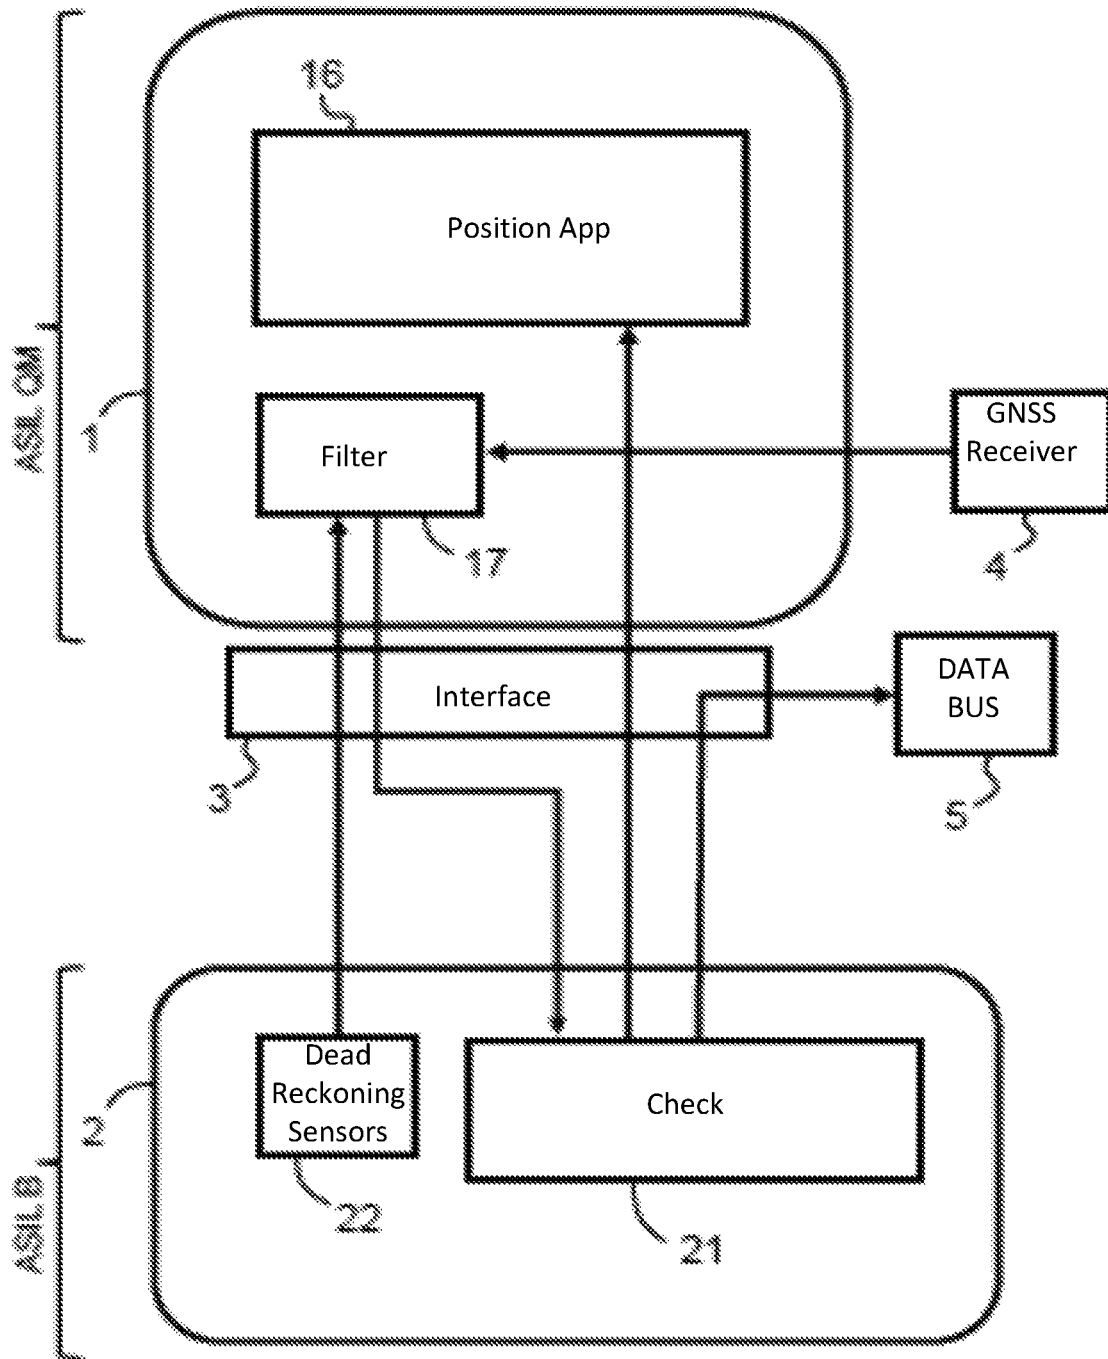 16
Position App
ASIL QM
1
GNSS
Receiver
Filter
17
4
DATA
BUS
Interface
3
5
Dead
Reckoning
Sensors
Check
2
22
21
ASIL B